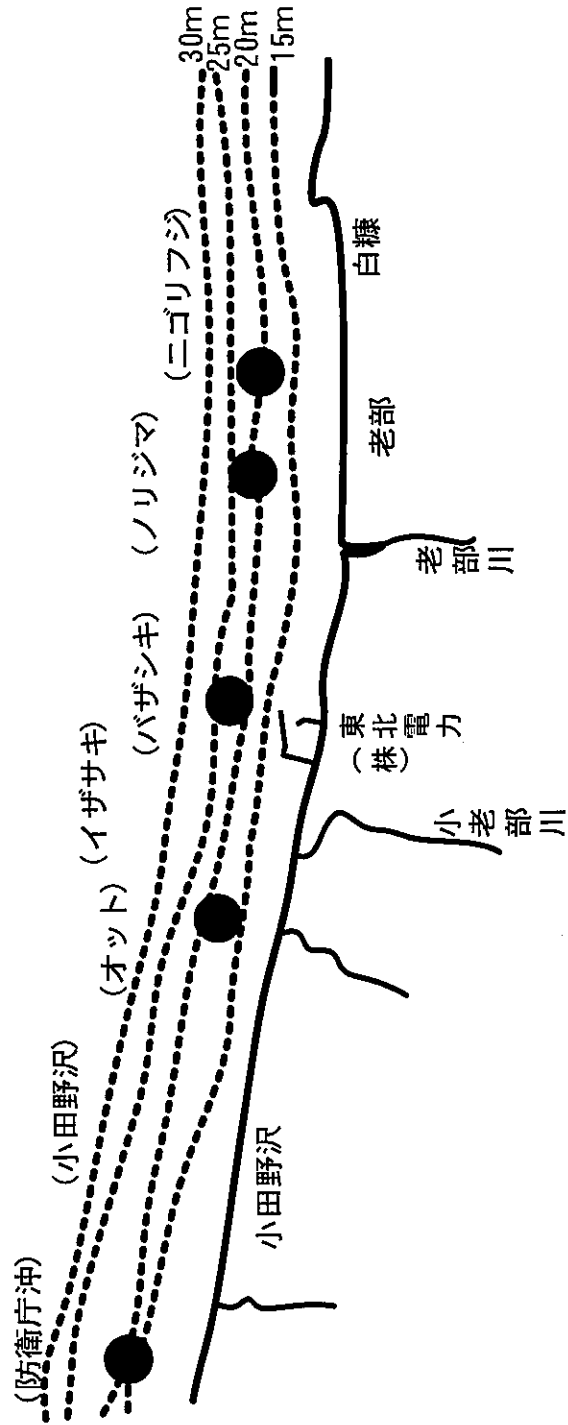 30m
25m
20m
15m
(ニゴリフジ)
(ノリジマ)
(バザシキ)
(イザサキ)
(オット)
(小田野沢)
(防衛庁沖)
白糠
老部
老部川
東北電力
(株)
小老部川
小田野沢